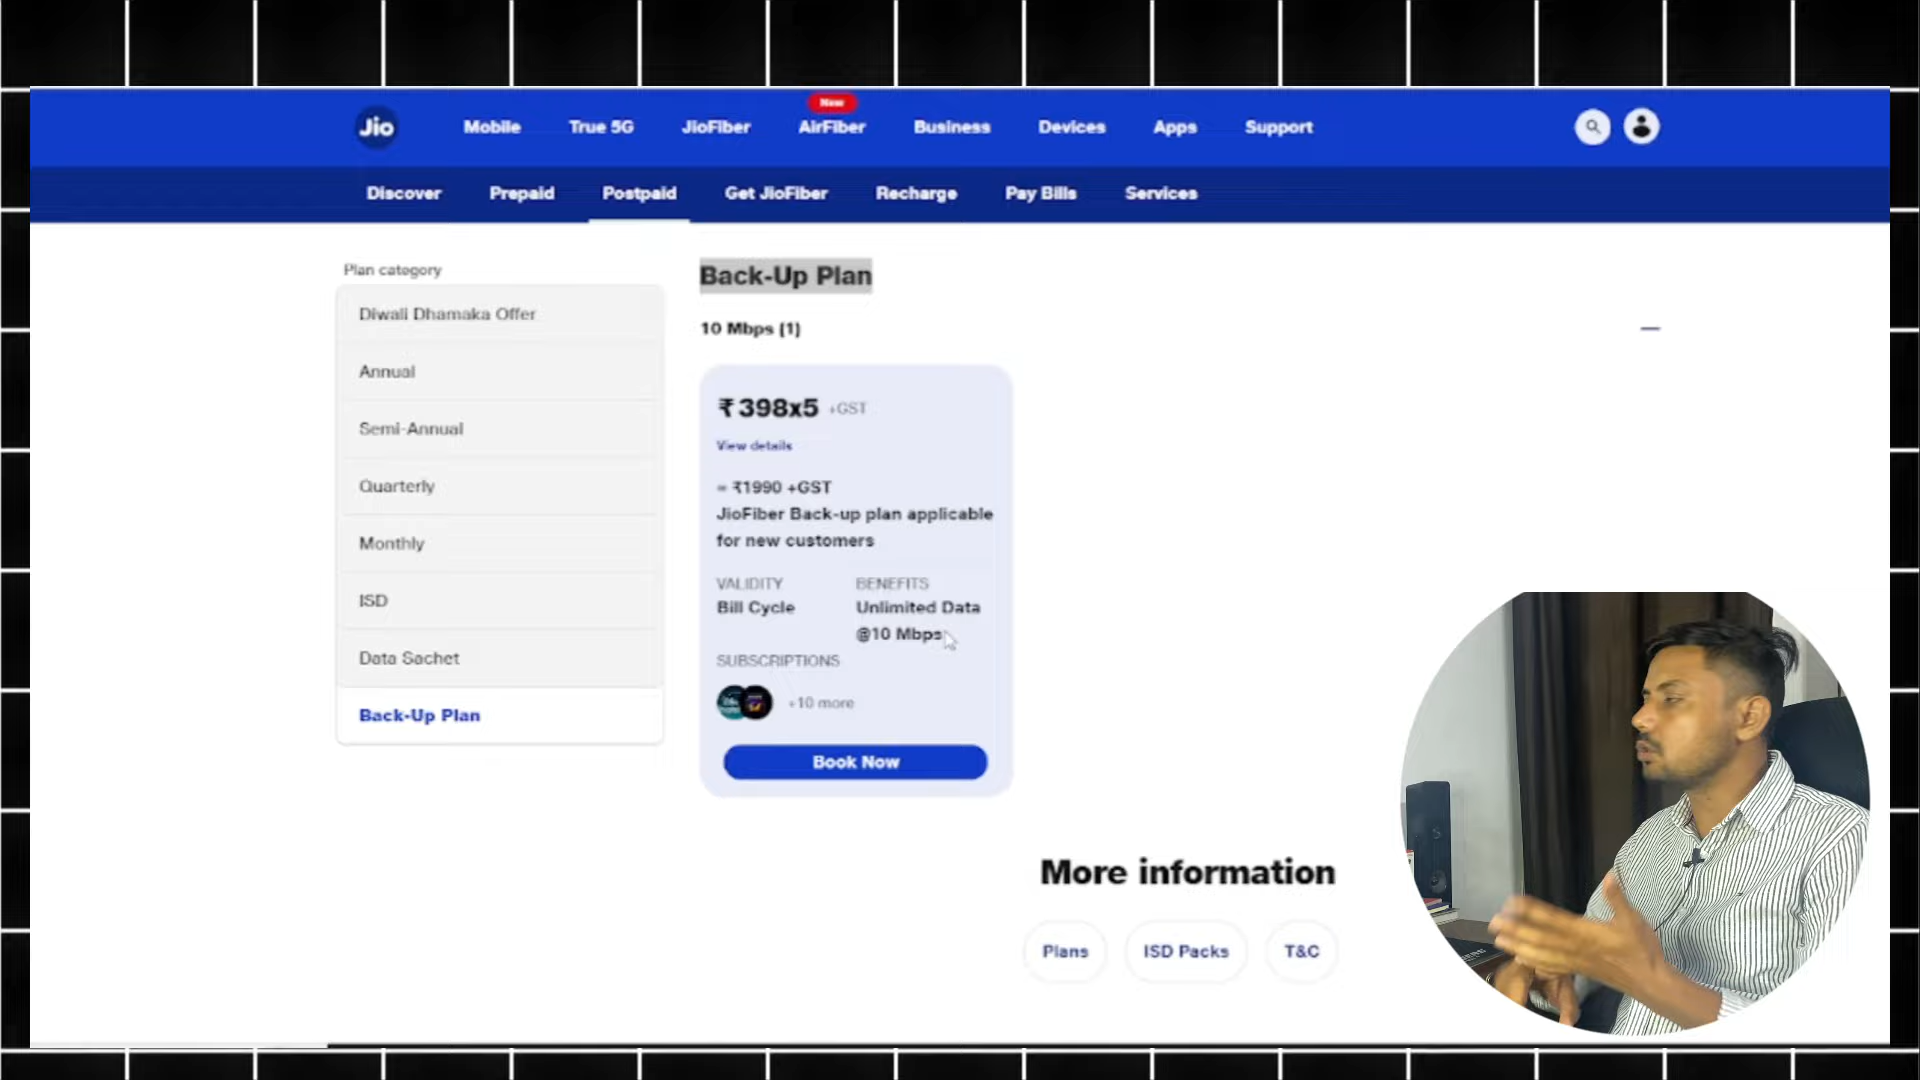 New
Jio Mobile True 5G JioFiber AirFiber Business Devices Apps Support
Discover Prepaid Postpaid Get JioFiber Recharge Pay Bills Services
Plan category
Diwali Dhamaka Offer
Annual
Semi-Annual
Quarterly
Monthly
ISD
Data Sachet
Back-Up Plan
Back-Up Plan
10 Mbps (1)
₹398x5 +GST
View details
= ₹1990 +GST
JioFiber Back-up plan applicable
for new customers
VALIDITY BENEFITS
Bill Cycle Unlimited Data
@10 Mbps
SUBSCRIPTIONS
+10 more
Book Now
More information
Plans ISD Packs T&C